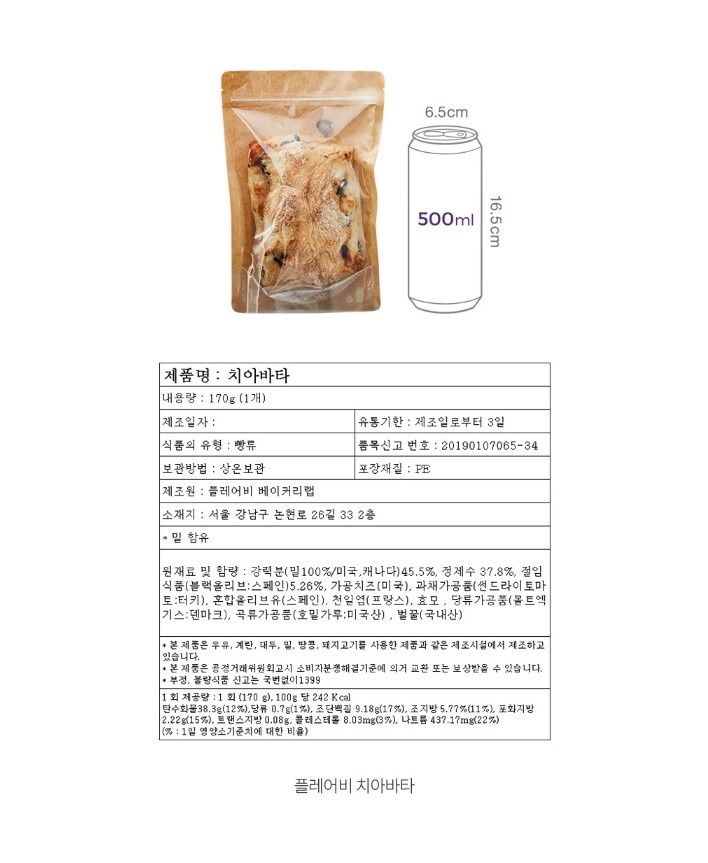 6.5cm
500ml
16.5cm
제품명 : 치아바타
내용량 : 170g (1개)
제조일자 :
유통기한 : 제조일로부터 3일
식품의 유형 : 빵류
품목신고 번호 : 20190107065-34
보관방법 : 상온보관
포장재질 : PE
제조원 : 플레어비 베이커리랩
소재지 : 서울 강남구 논현로 26길 33 2층
* 밀 함유
원재료 및 함량 : 강력분(밀100%/미국,캐나다)45.5%, 정제수 37.8%, 절임
식품(블랙올리브:스페인)5.26%, 가공치즈(미국), 과채가공품(썬드라이토마
토:터키), 혼합올리브유(스페인), 천일염(프랑스), 효모 , 당류가공품(몰트엑
기스:덴마크), 곡류가공품(호밀가루:미국산) , 벌꿀(국내산)
* 본 제품은 우유, 계란, 대두, 밀, 땅콩, 돼지고기를 사용한 제품과 같은 제조시설에서 제조하고
있습니다.
* 본 제품은 공정거래위원회고시 소비자분쟁해결기준에 의거 교환 또는 보상받을 수 있습니다.
* 부정, 불량식품 신고는 국번없이1399
1 회 제공량 : 1 회 (170 g), 100g 당 242 Kcal
탄수화물38.3g(12%),당류 0.7g(1%), 조단백질 9.18g(17%), 조지방 5.77%(11%), 포화지방
2.22g(15%), 트랜스지방 0.08g, 콜레스테롤 8.03mg(3%), 나트륨 437.17mg(22%)
(% : 1일 영양소기준치에 대한 비율)
플레어비 치아바타